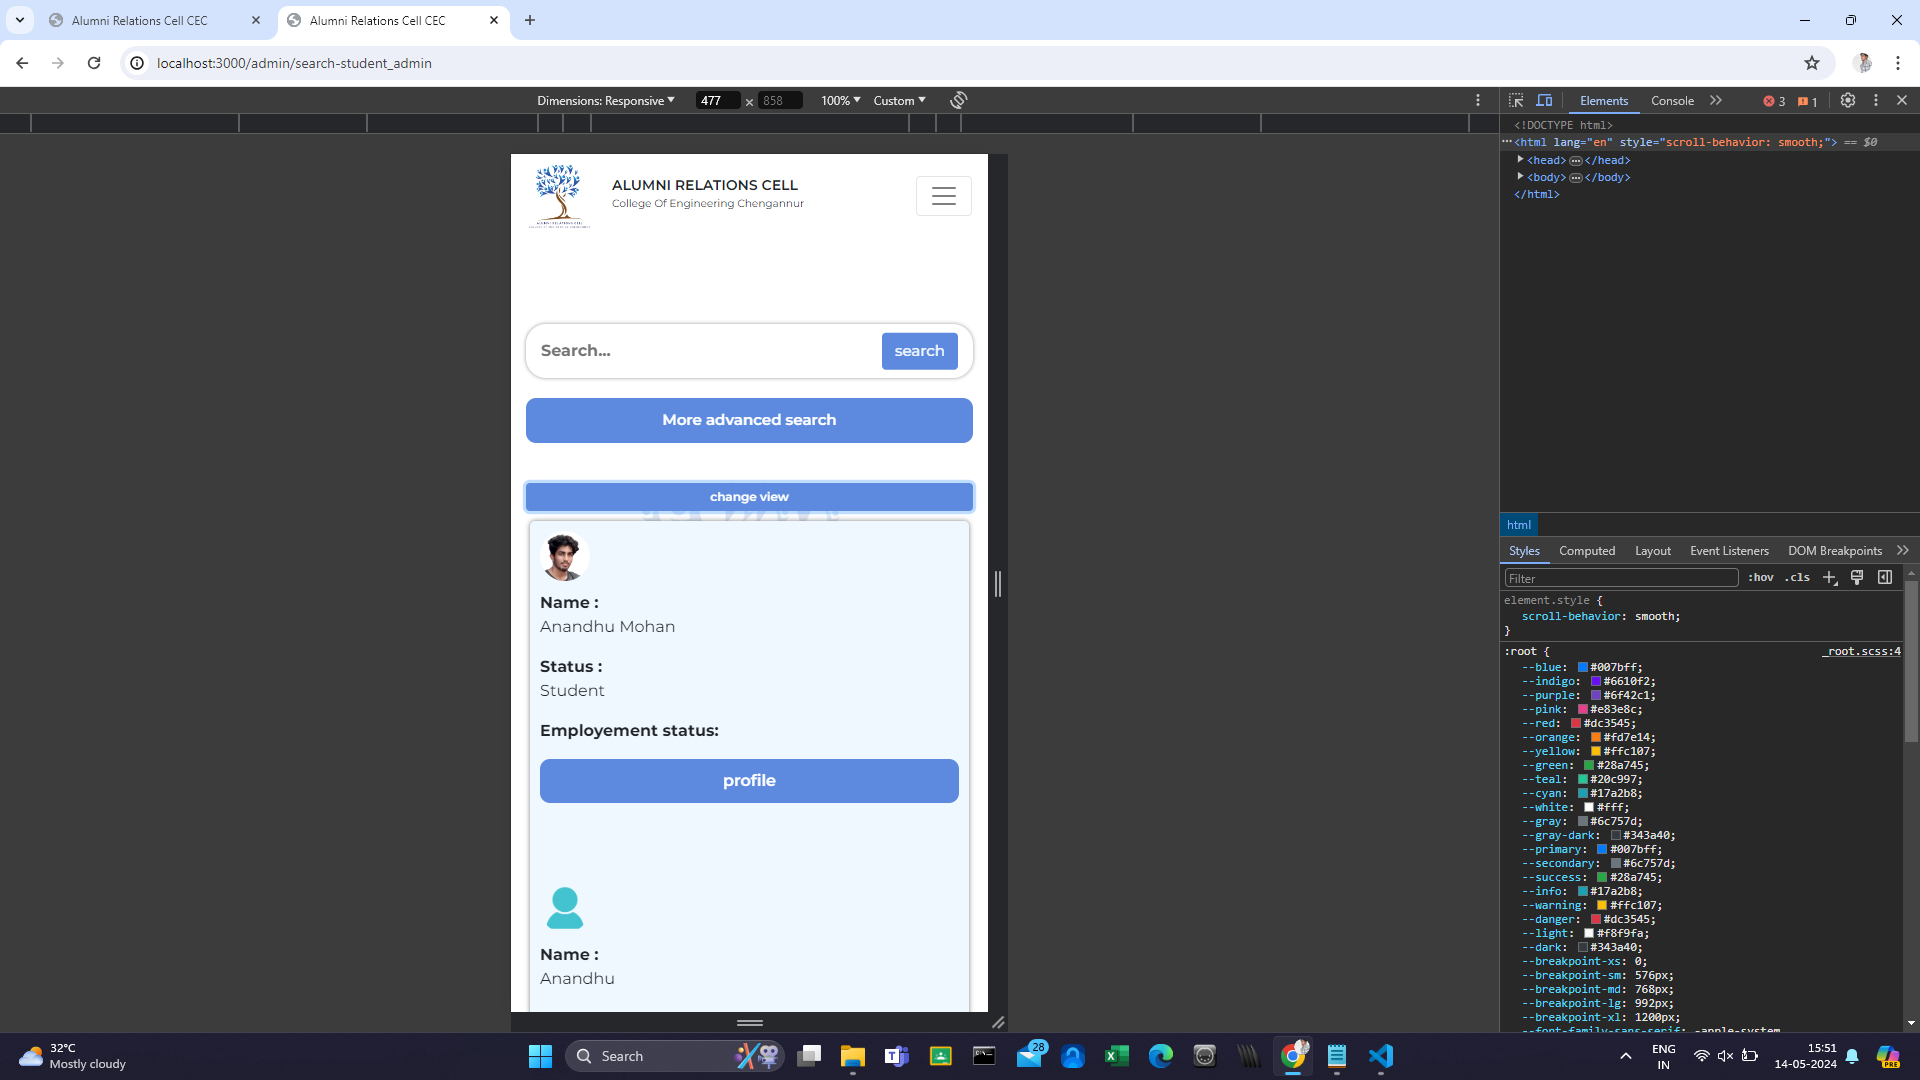 Alumni Relations Cell CEC
Alumni Relations Cell CEC
localhost:3000/admin/search-student_admin
Dimensions: Responsive 477 × 858 100% Custom
Elements Console 3 1
ALUMNI RELATIONS CELL
College Of Engineering Chengannur
Search... search
More advanced search
change view
Name :
Anandhu Mohan
Status :
Student
Employement status:
profile
Name :
Anandhu
<!DOCTYPE html>
<html lang="en" style="scroll-behavior: smooth;"> == $0
<head> </head>
<body> </body>
</html>
html
Styles Computed Layout Event Listeners DOM Breakpoints
Filter :hov .cls
element.style {
scroll-behavior: smooth;
}
:root { _root.scss:4
--blue: #007bff;
--indigo: #6610f2;
--purple: #6f42c1;
--pink: #e83e8c;
--red: #dc3545;
--orange: #fd7e14;
--yellow: #ffc107;
--green: #28a745;
--teal: #20c997;
--cyan: #17a2b8;
--white: #fff;
--gray: #6c757d;
--gray-dark: #343a40;
--primary: #007bff;
--secondary: #6c757d;
--success: #28a745;
--info: #17a2b8;
--warning: #ffc107;
--danger: #dc3545;
--light: #f8f9fa;
--dark: #343a40;
--breakpoint-xs: 0;
--breakpoint-sm: 576px;
--breakpoint-md: 768px;
--breakpoint-lg: 992px;
--breakpoint-xl: 1200px;
--font-family-sans-serif: -apple-system,
32°C
Mostly cloudy
Search
28
ENG
IN
15:51
14-05-2024
PRE